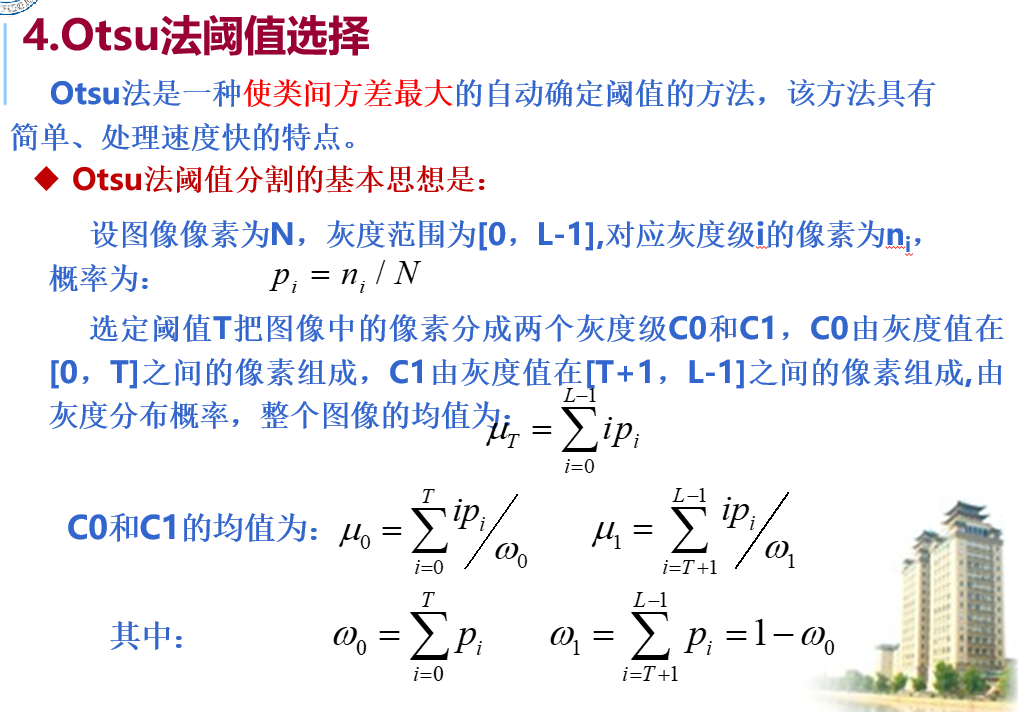 4.Otsu法阈值选择
Otsu法是一种使类间方差最大的自动确定阈值的方法，该方法具有
简单、处理速度快的特点。
◆ Otsu法阈值分割的基本思想是：
设图像像素为N，灰度范围为[0，L-1],对应灰度级i的像素为nᵢ，
概率为： pᵢ = nᵢ / N
选定阈值T把图像中的像素分成两个灰度级C0和C1，C0由灰度值在
[0，T]之间的像素组成，C1由灰度值在[T+1，L-1]之间的像素组成,由
灰度分布概率，整个图像的均值为： μ_T = ∑_{i=0}^{L-1} ipᵢ
C0和C1的均值为： μ₀ = ∑_{i=0}^{T} ipᵢ/ω₀ μ₁ = ∑_{i=T+1}^{L-1} ipᵢ/ω₁
其中： ω₀ = ∑_{i=0}^{T} pᵢ ω₁ = ∑_{i=T+1}^{L-1} pᵢ = 1 − ω₀